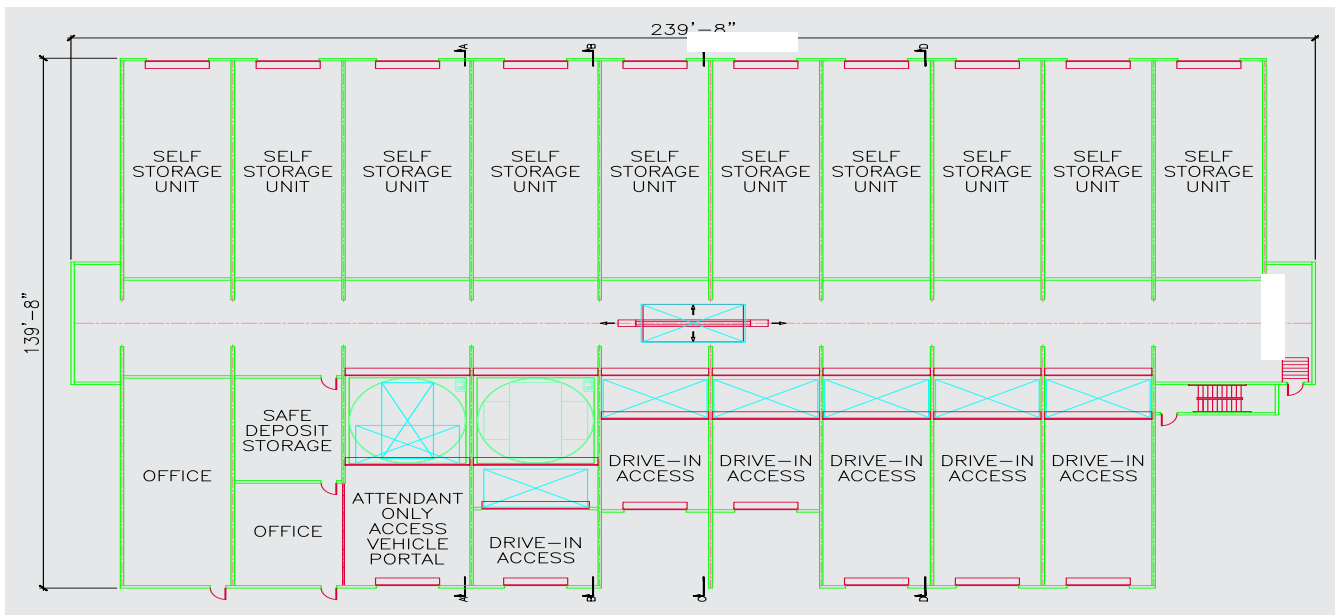 239'-8"
A
B
D
SELF
STORAGE
UNIT
SELF
STORAGE
UNIT
SELF
STORAGE
UNIT
SELF
STORAGE
UNIT
SELF
STORAGE
UNIT
SELF
STORAGE
UNIT
SELF
STORAGE
UNIT
SELF
STORAGE
UNIT
SELF
STORAGE
UNIT
SELF
STORAGE
UNIT
139'-8"
SAFE
DEPOSIT
STORAGE
OFFICE
OFFICE
ATTENDANT
ONLY
ACCESS
VEHICLE
PORTAL
DRIVE-IN
ACCESS
DRIVE-IN
ACCESS
DRIVE-IN
ACCESS
DRIVE-IN
ACCESS
DRIVE-IN
ACCESS
DRIVE-IN
ACCESS
A
B
C
D